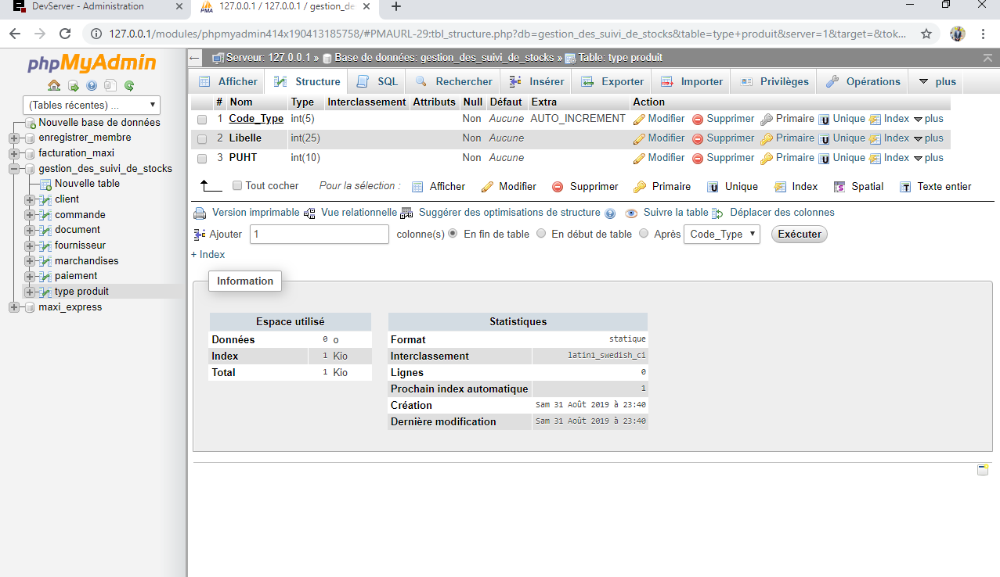 DevServer - Administration
127.0.0.1 / 127.0.0.1 / gestion_de
127.0.0.1/modules/phpmyadmin414x190413185758/#PMAURL-29:tbl_structure.php?db=gestion_des_suivi_de_stocks&table=type+produit&server=1&target=&tok...
phpMyAdmin
(Tables récentes) ...
Nouvelle base de données
enregistrer_membre
facturation_maxi
gestion_des_suivi_de_stocks
Nouvelle table
client
commande
document
fournisseur
marchandises
paiement
type produit
maxi_express
Serveur: 127.0.0.1 » Base de données: gestion_des_suivi_de_stocks » Table: type produit
Afficher Structure SQL Rechercher Insérer Exporter Importer Privilèges Opérations plus
# Nom Type Interclassement Attributs Null Défaut Extra Action
1 Code_Type int(5) Non Aucune AUTO_INCREMENT Modifier Supprimer Primaire Unique Index plus
2 Libelle int(25) Non Aucune Modifier Supprimer Primaire Unique Index plus
3 PUHT int(10) Non Aucune Modifier Supprimer Primaire Unique Index plus
Tout cocher Pour la sélection : Afficher Modifier Supprimer Primaire Unique Index Spatial Texte entier
Version imprimable Vue relationnelle Suggérer des optimisations de structure Suivre la table Déplacer des colonnes
Ajouter 1 colonne(s) En fin de table En début de table Après Code_Type Exécuter
+ Index
Information
Espace utilisé
Données 0 o
Index 1 Kio
Total 1 Kio
Statistiques
Format statique
Interclassement latin1_swedish_ci
Lignes 0
Prochain index automatique 1
Création Sam 31 Août 2019 à 23:40
Dernière modification Sam 31 Août 2019 à 23:40